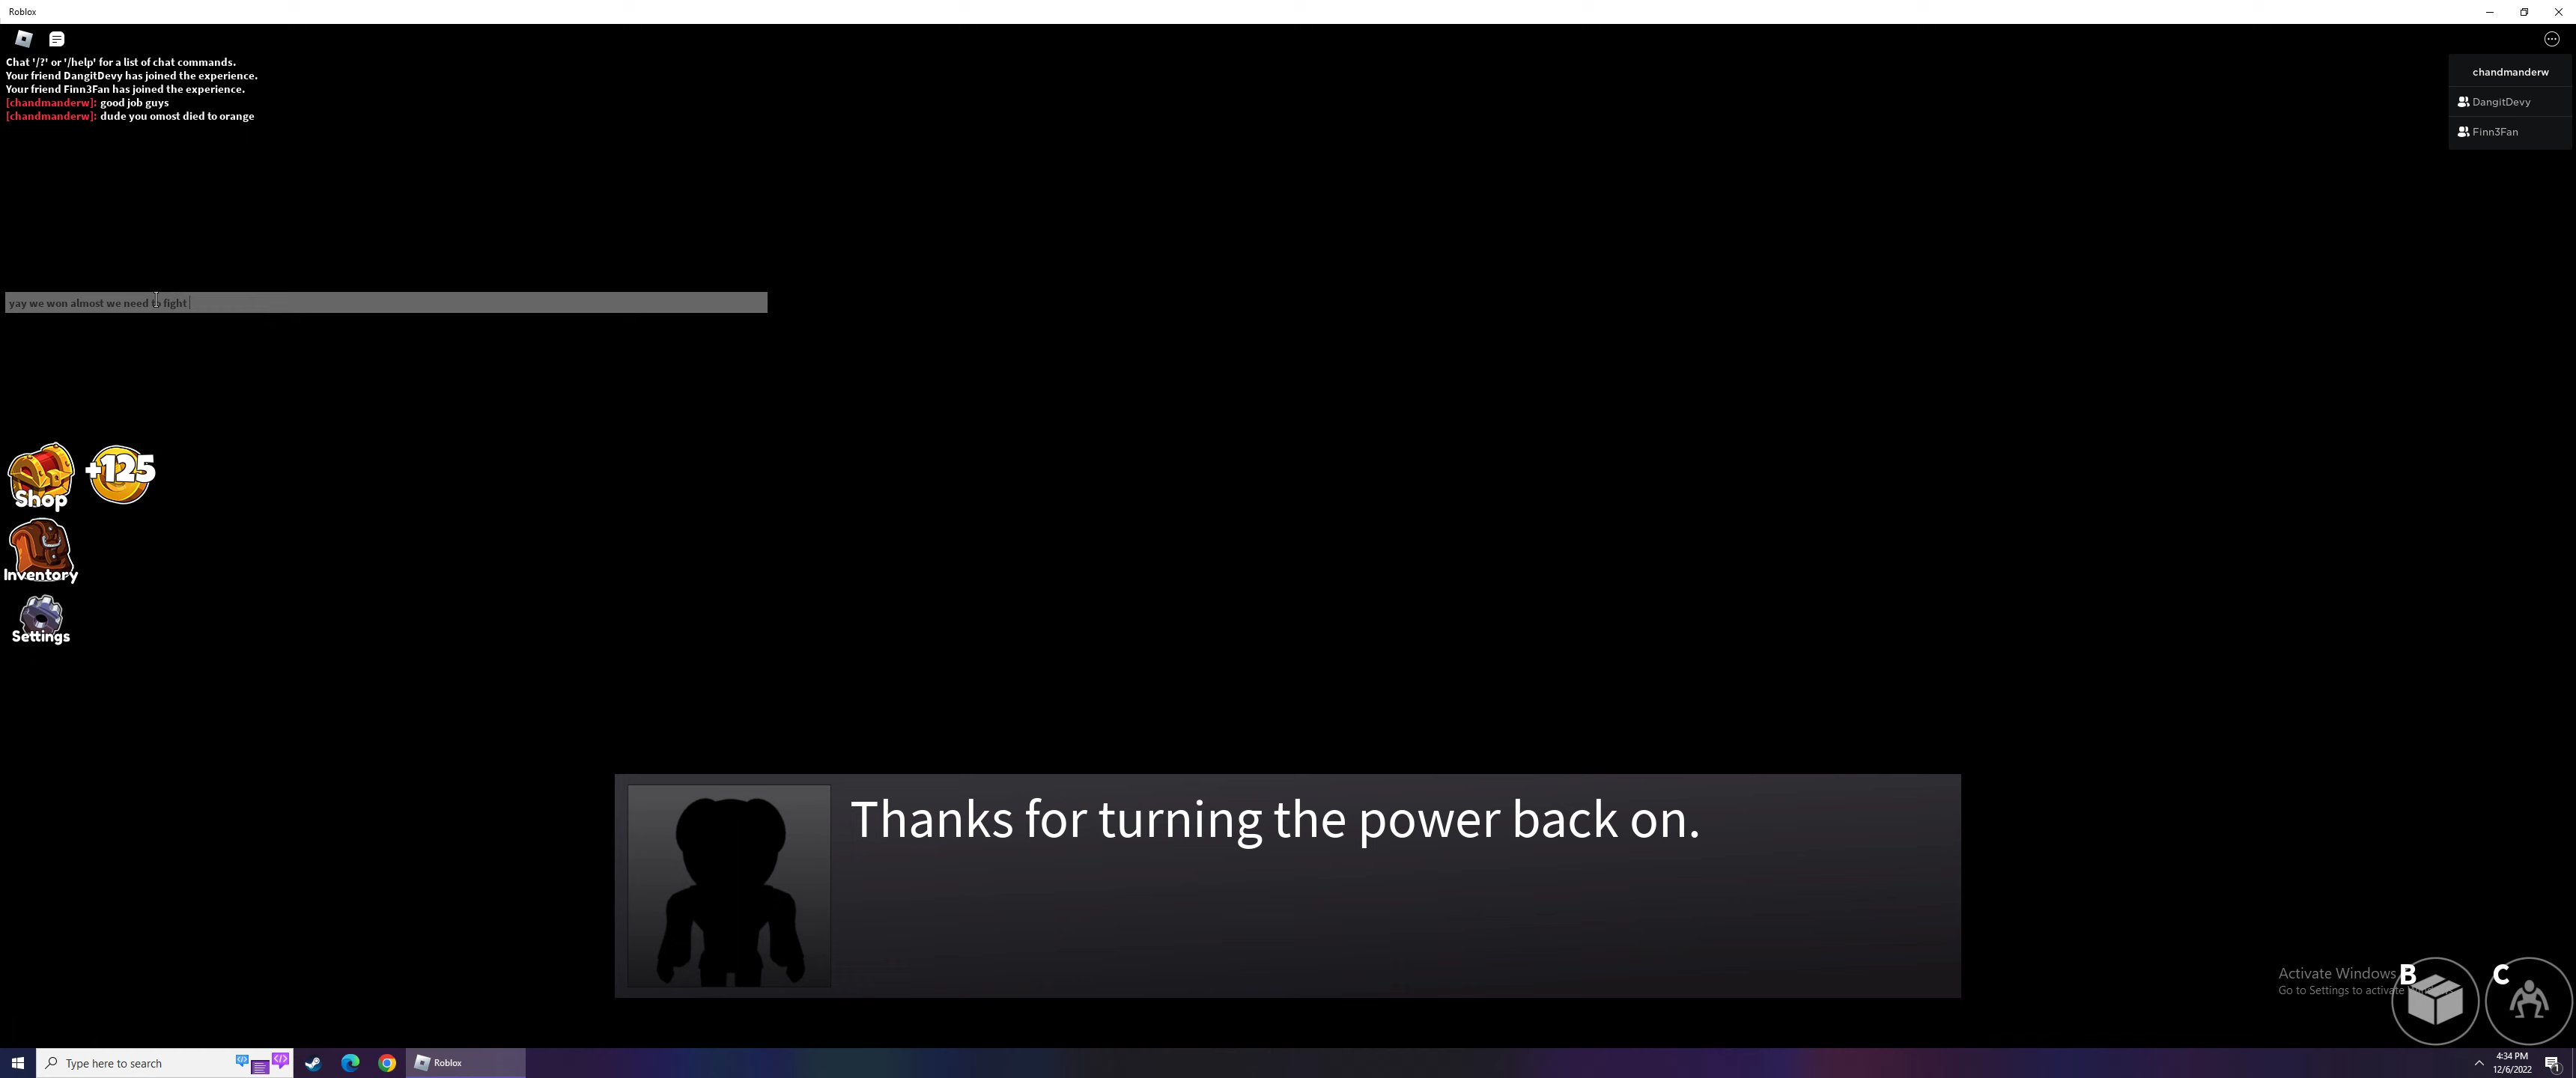 Roblox
Chat '/?' or '/help' for a list of chat commands.
Your friend DangitDevy has joined the experience.
Your friend Finn3Fan has joined the experience.
[chandmanderw]: good job guys
[chandmanderw]: dude you omost died to orange
chandmanderw
DangitDevy
Finn3Fan
yay we won almost we need to fight
+125
Shop
Inventory
Settings
Thanks for turning the power back on.
Activate Windows
Go to Settings to activate
B
C
Type here to search
Roblox
4:34 PM
12/6/2022
1